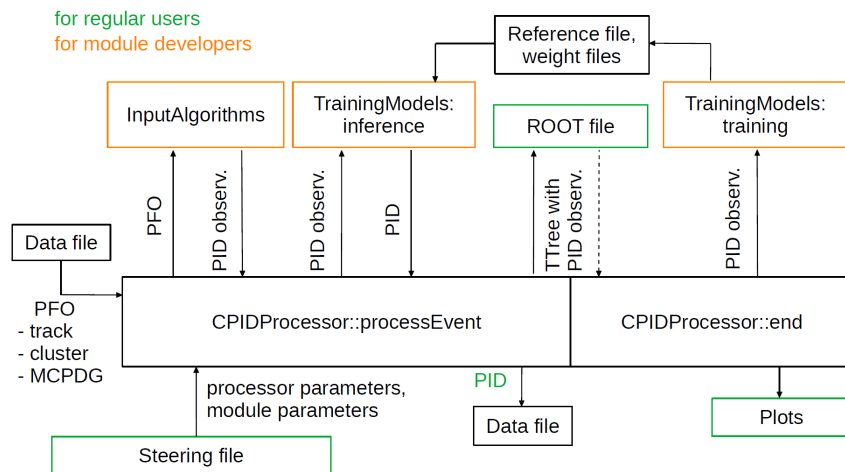 for regular users
for module developers
Reference file,
weight files
InputAlgorithms
TrainingModels:
inference
ROOT file
TrainingModels:
training
PFO
PID observ.
PID observ.
PID
TTree with
PID observ.
PID observ.
Data file
PFO
- track
- cluster
- MCPDG
CPIDProcessor::processEvent
CPIDProcessor::end
processor parameters,
module parameters
PID
Data file
Plots
Steering file